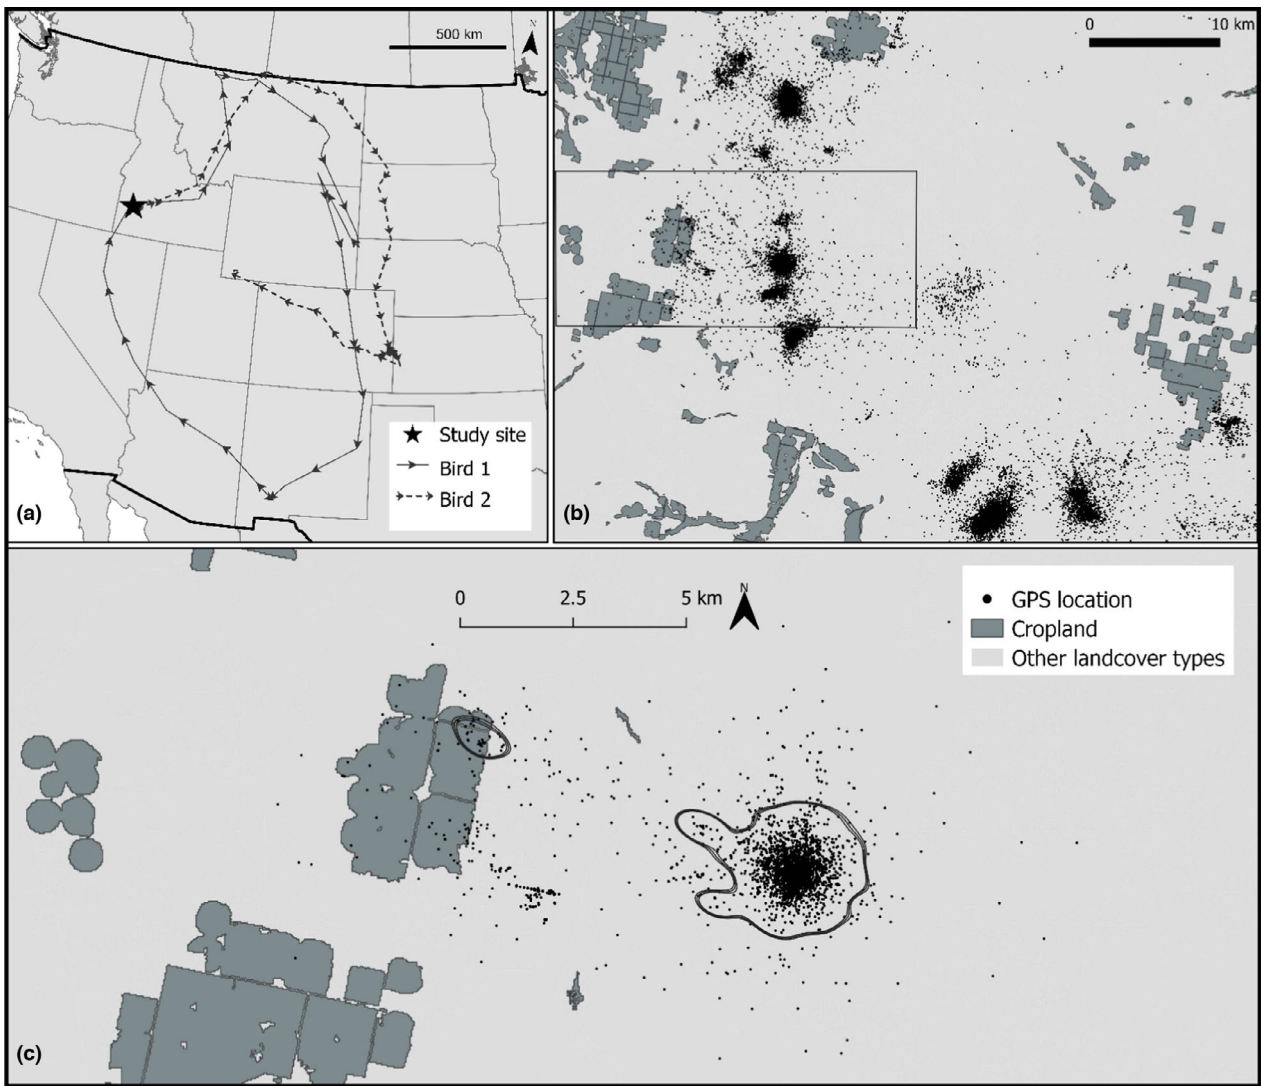 N
500 km
Study site
Bird 1
Bird 2
(a)
0 10 km
(b)
0 2.5 5 km N
GPS location
Cropland
Other landcover types
(c)